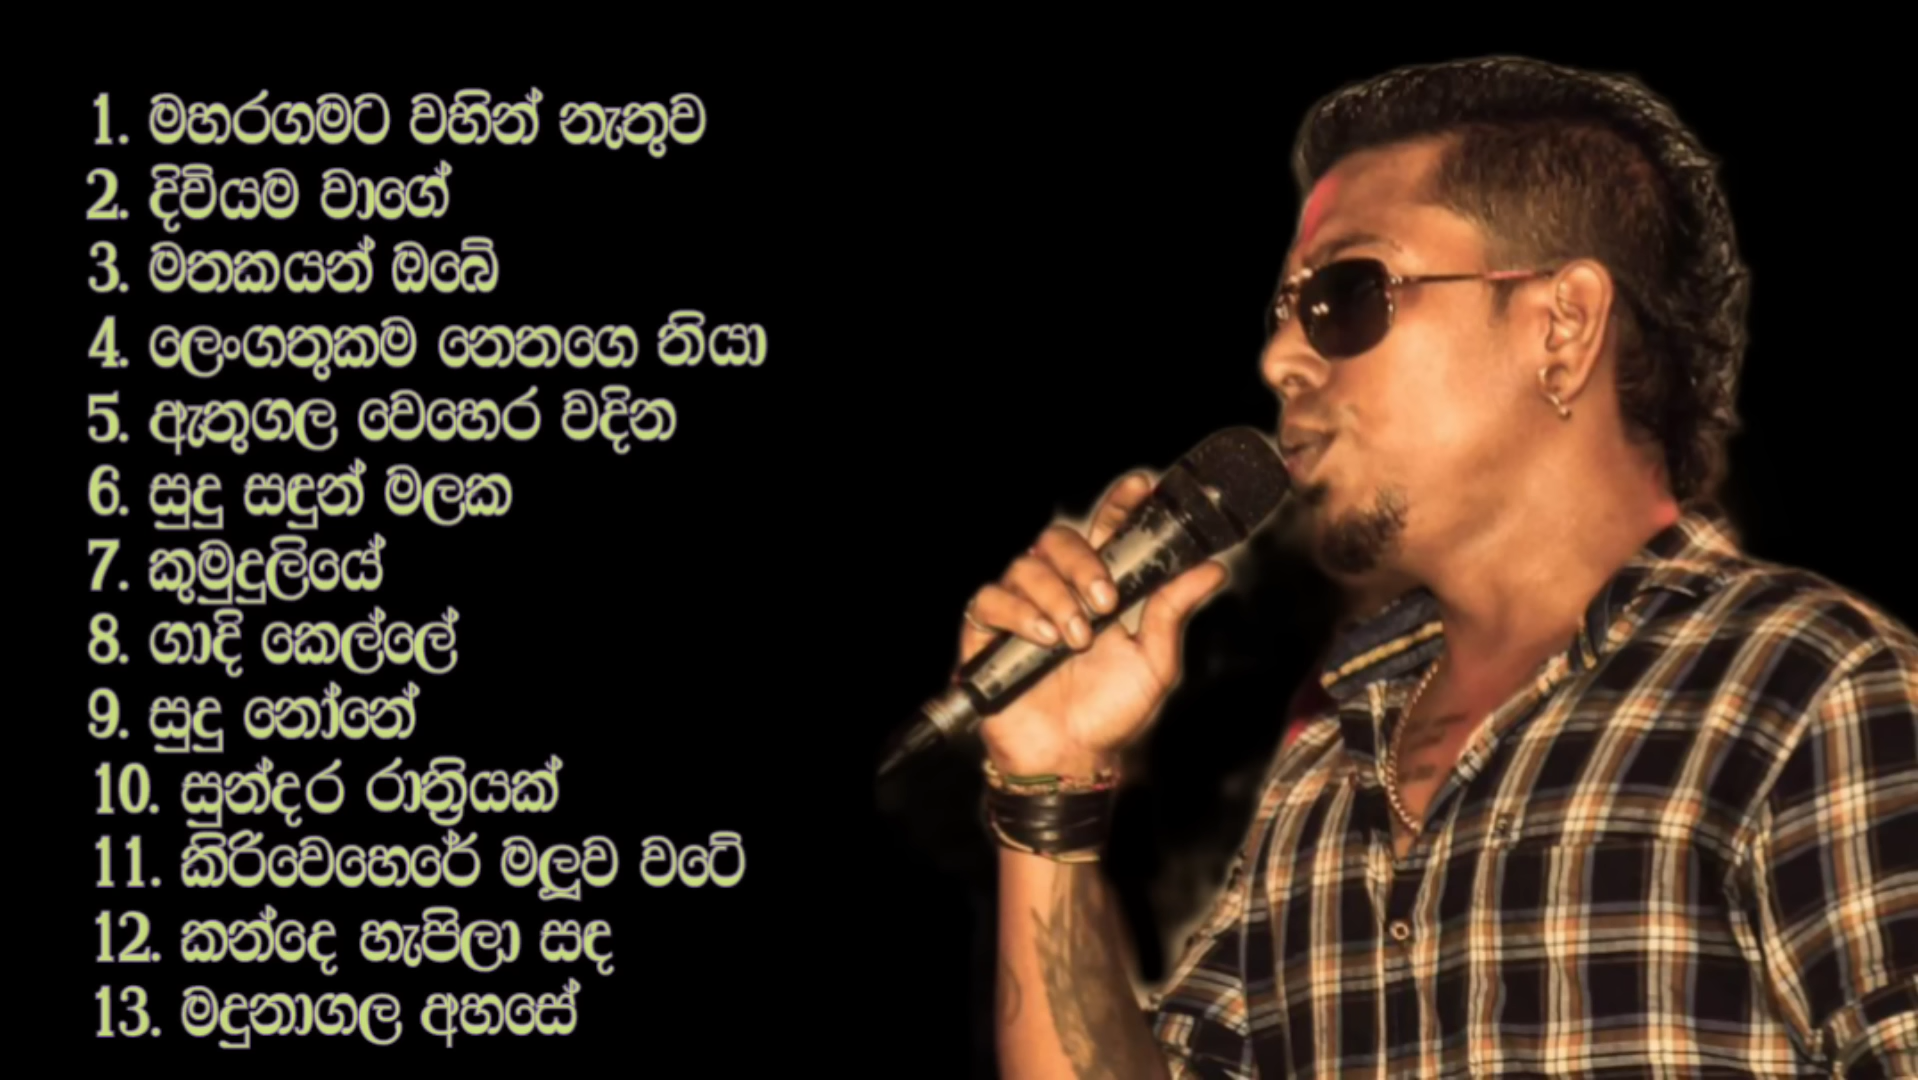 1. මහරගමට වහින් නැතුව
2. දිවියම වාගේ
3. මතකයන් ඔබේ
4. ලෙංගතුකම නෙතගෙ තියා
5. ඇතුගල වෙහෙර වදින
6. සුදු සඳුන් මලක
7. කුමුදුලියේ
8. ගාදි කෙල්ලේ
9. සුදු නෝනේ
10. සුන්දර රාත්‍රියක්
11. කිරිවෙහෙරේ මලුව වටේ
12. කන්දෙ හැපිලා සඳ
13. මදුනාගල අහසේ